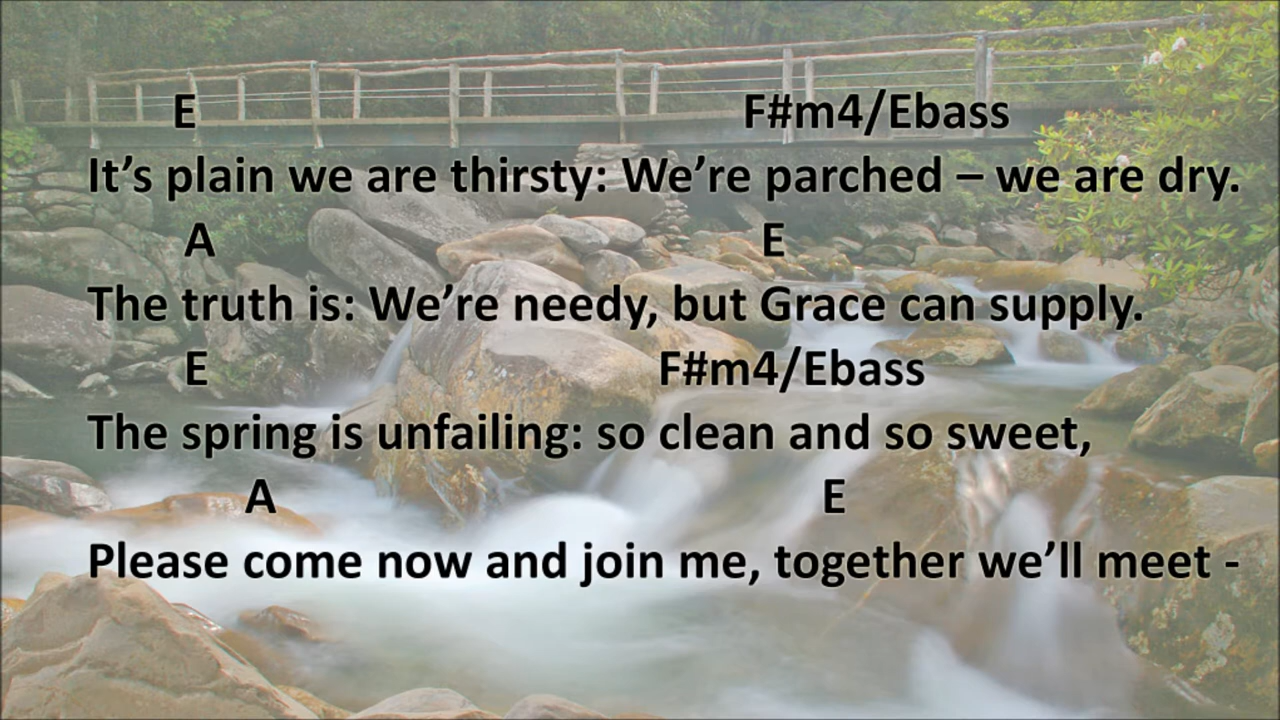 E F#m4/Ebass
It’s plain we are thirsty: We’re parched – we are dry.
A E
The truth is: We’re needy, but Grace can supply.
E F#m4/Ebass
The spring is unfailing: so clean and so sweet,
A E
Please come now and join me, together we’ll meet -